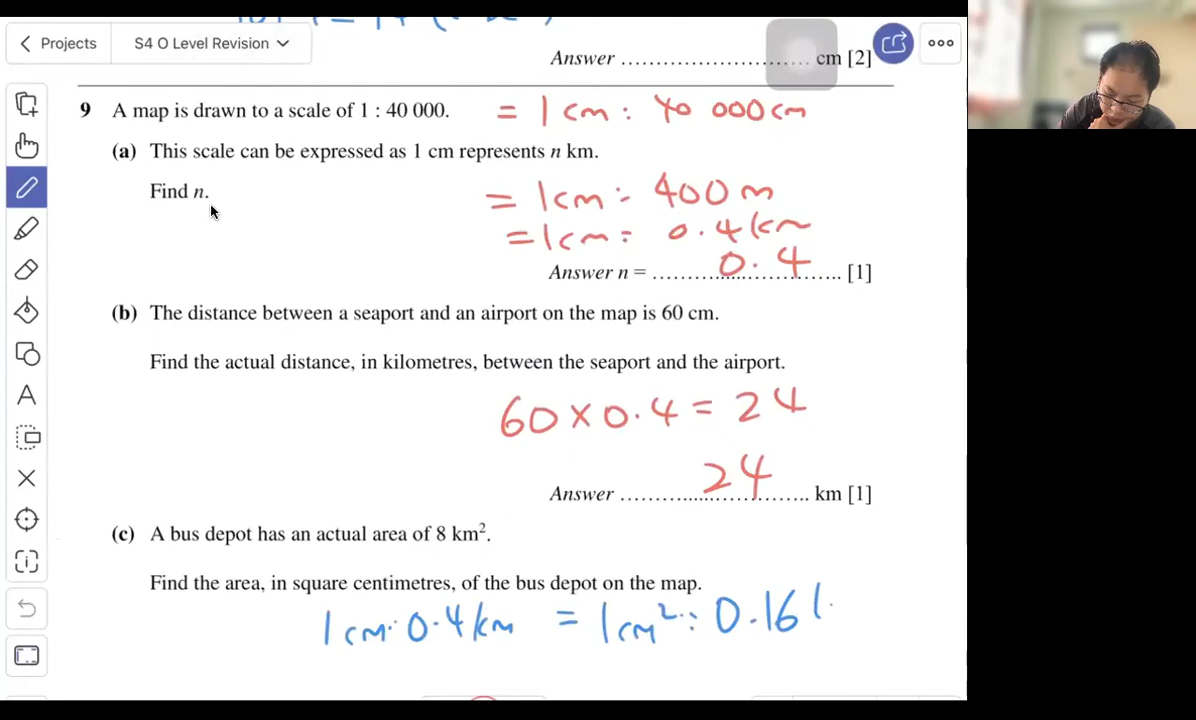 Projects
S4 O Level Revision
Answer ................................ cm [2]
9 A map is drawn to a scale of 1 : 40 000. = 1 cm : 40 000 cm
(a) This scale can be expressed as 1 cm represents n km.
Find n.
= 1 cm : 400 m
= 1 cm : 0.4 km
Answer n = ................................ [1] 0.4
(b) The distance between a seaport and an airport on the map is 60 cm.
Find the actual distance, in kilometres, between the seaport and the airport.
60 × 0.4 = 24
24
Answer ................................ km [1]
(c) A bus depot has an actual area of 8 km².
Find the area, in square centimetres, of the bus depot on the map.
1 cm : 0.4 km = 1 cm² : 0.16